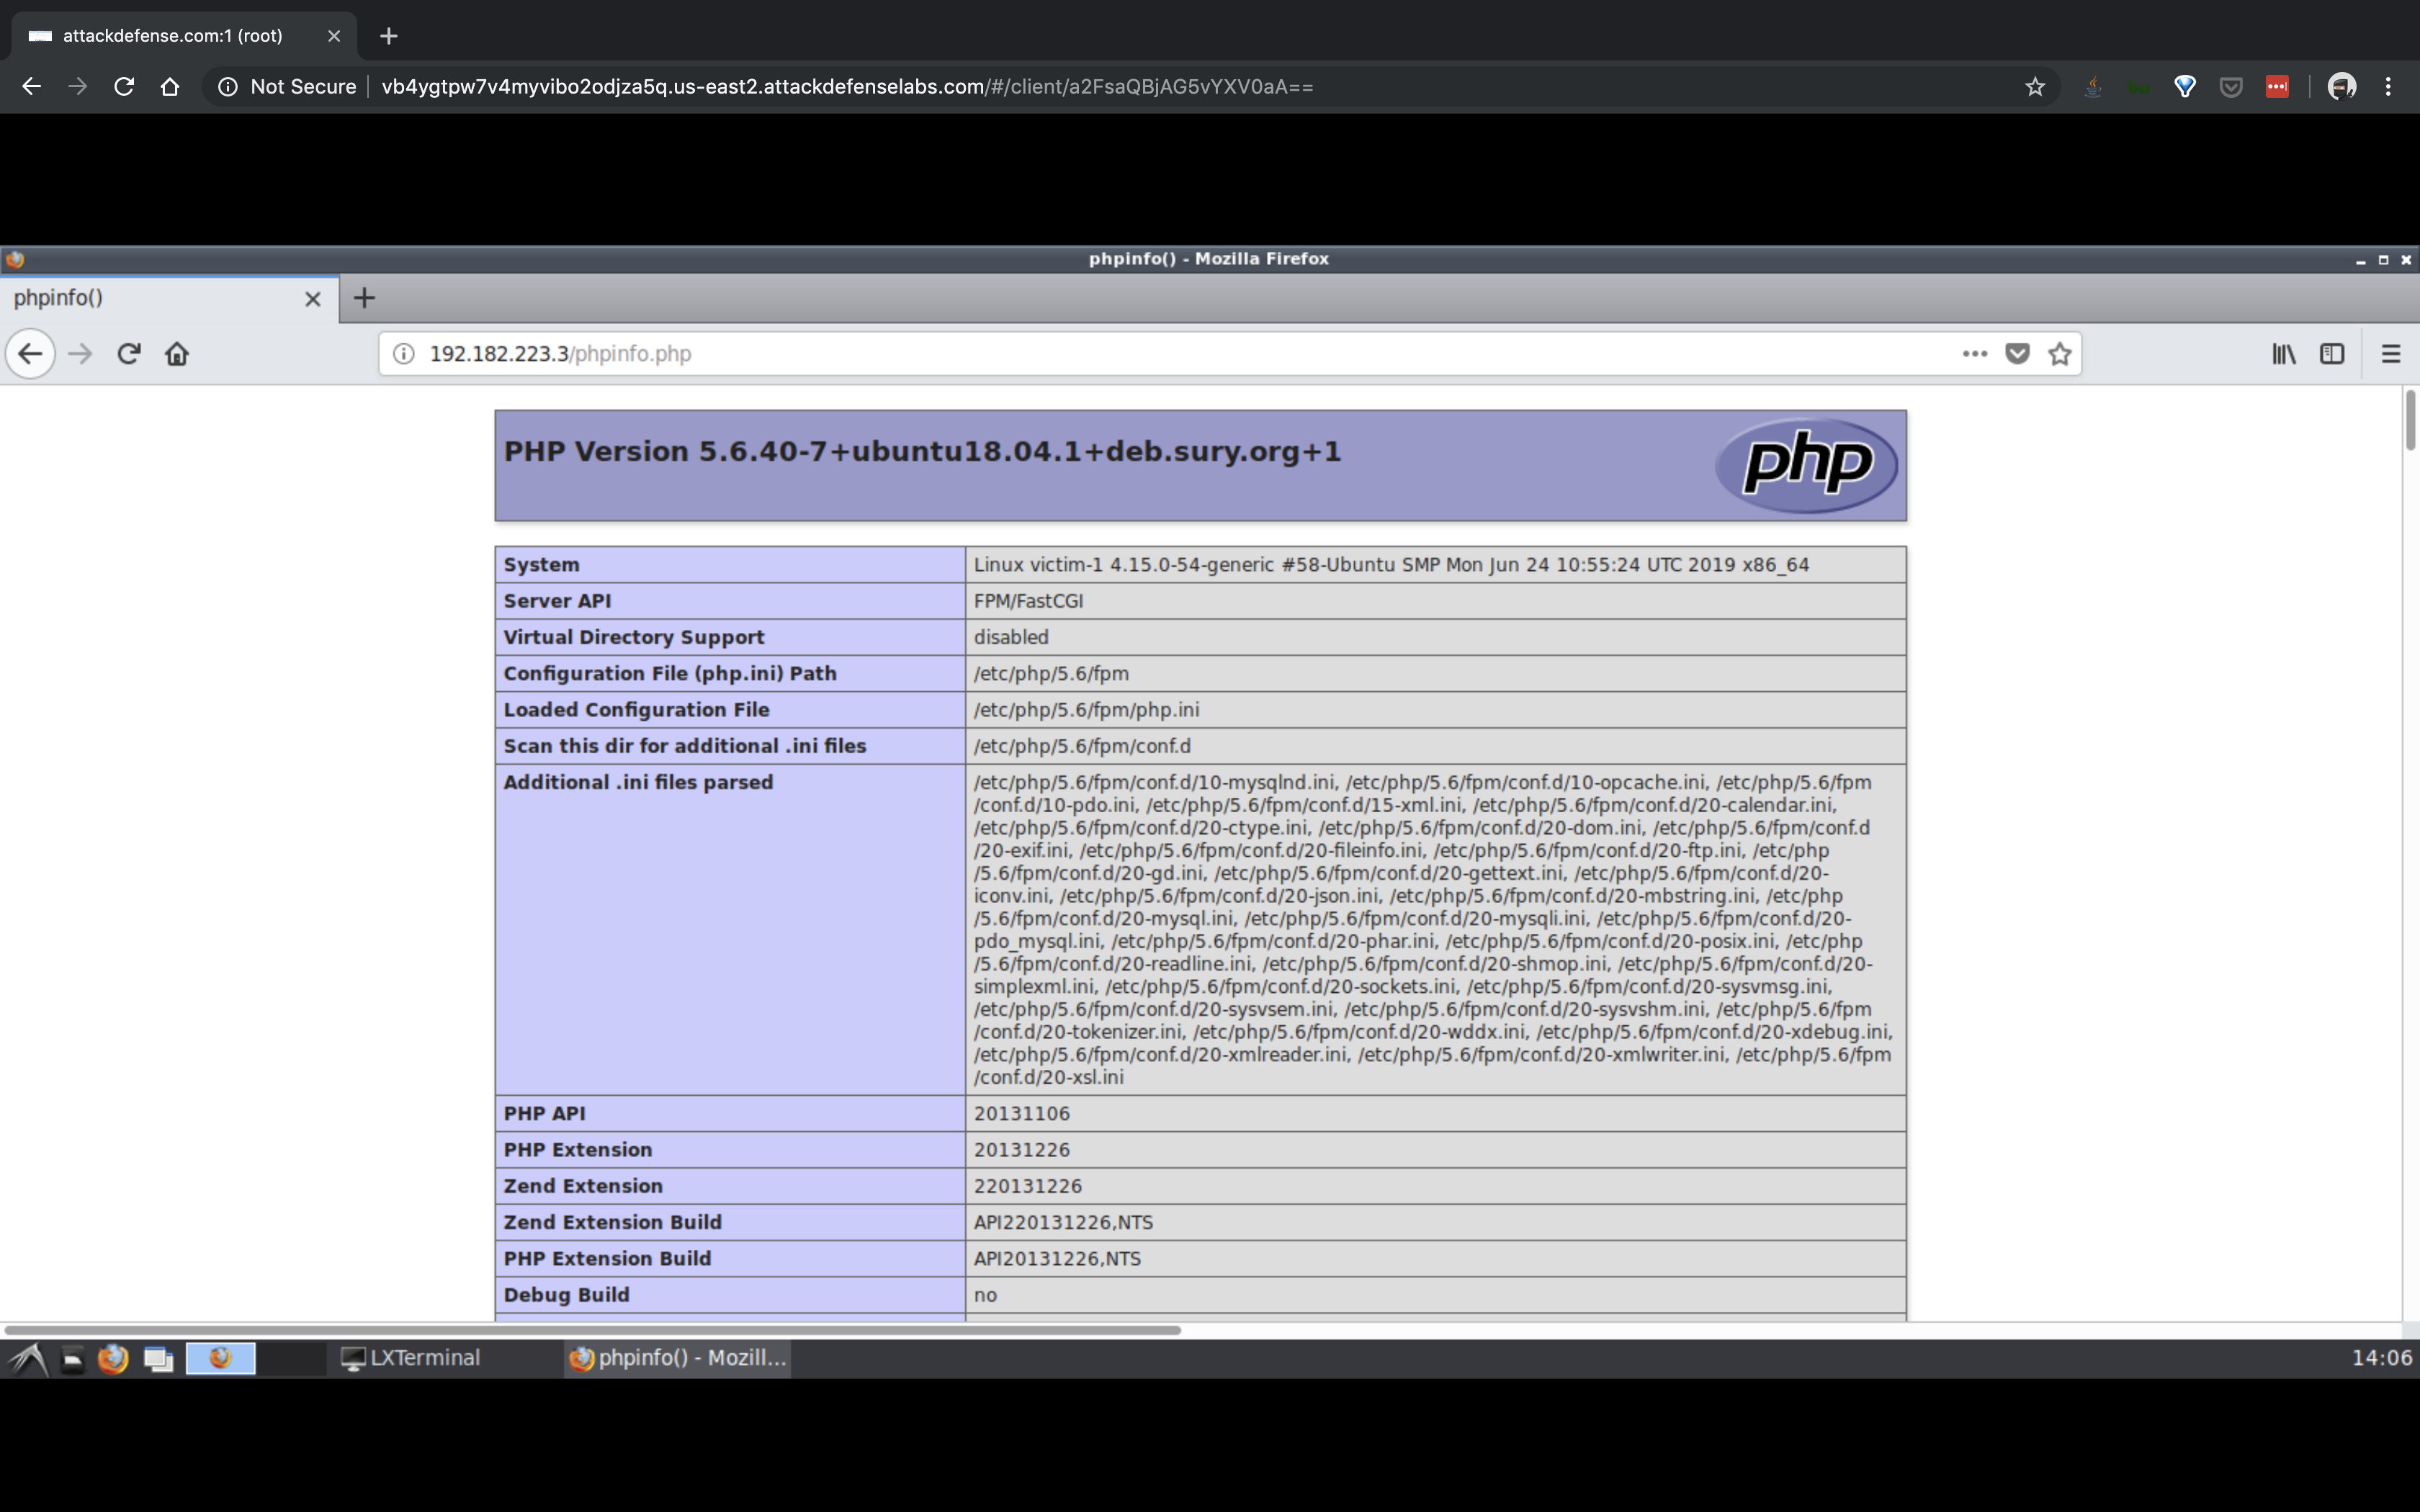 attackdefense.com:1 (root)
Not Secure vb4ygtpw7v4myvibo2odjza5q.us-east2.attackdefenselabs.com/#/client/a2FsaQBjAG5vYXV0aA==
phpinfo() - Mozilla Firefox
phpinfo()
192.182.223.3/phpinfo.php
PHP Version 5.6.40-7+ubuntu18.04.1+deb.sury.org+1
php
System Linux victim-1 4.15.0-54-generic #58-Ubuntu SMP Mon Jun 24 10:55:24 UTC 2019 x86_64
Server API FPM/FastCGI
Virtual Directory Support disabled
Configuration File (php.ini) Path /etc/php/5.6/fpm
Loaded Configuration File /etc/php/5.6/fpm/php.ini
Scan this dir for additional .ini files /etc/php/5.6/fpm/conf.d
Additional .ini files parsed /etc/php/5.6/fpm/conf.d/10-mysqlnd.ini, /etc/php/5.6/fpm/conf.d/10-opcache.ini, /etc/php/5.6/fpm
/conf.d/10-pdo.ini, /etc/php/5.6/fpm/conf.d/15-xml.ini, /etc/php/5.6/fpm/conf.d/20-calendar.ini,
/etc/php/5.6/fpm/conf.d/20-ctype.ini, /etc/php/5.6/fpm/conf.d/20-dom.ini, /etc/php/5.6/fpm/conf.d
/20-exif.ini, /etc/php/5.6/fpm/conf.d/20-fileinfo.ini, /etc/php/5.6/fpm/conf.d/20-ftp.ini, /etc/php
/5.6/fpm/conf.d/20-gd.ini, /etc/php/5.6/fpm/conf.d/20-gettext.ini, /etc/php/5.6/fpm/conf.d/20-
iconv.ini, /etc/php/5.6/fpm/conf.d/20-json.ini, /etc/php/5.6/fpm/conf.d/20-mbstring.ini, /etc/php
/5.6/fpm/conf.d/20-mysql.ini, /etc/php/5.6/fpm/conf.d/20-mysqli.ini, /etc/php/5.6/fpm/conf.d/20-
pdo_mysql.ini, /etc/php/5.6/fpm/conf.d/20-phar.ini, /etc/php/5.6/fpm/conf.d/20-posix.ini, /etc/php
/5.6/fpm/conf.d/20-readline.ini, /etc/php/5.6/fpm/conf.d/20-shmop.ini, /etc/php/5.6/fpm/conf.d/20-
simplexml.ini, /etc/php/5.6/fpm/conf.d/20-sockets.ini, /etc/php/5.6/fpm/conf.d/20-sysvmsg.ini,
/etc/php/5.6/fpm/conf.d/20-sysvsem.ini, /etc/php/5.6/fpm/conf.d/20-sysvshm.ini, /etc/php/5.6/fpm
/conf.d/20-tokenizer.ini, /etc/php/5.6/fpm/conf.d/20-wddx.ini, /etc/php/5.6/fpm/conf.d/20-xdebug.ini,
/etc/php/5.6/fpm/conf.d/20-xmlreader.ini, /etc/php/5.6/fpm/conf.d/20-xmlwriter.ini, /etc/php/5.6/fpm
/conf.d/20-xsl.ini
PHP API 20131106
PHP Extension 20131226
Zend Extension 220131226
Zend Extension Build API220131226,NTS
PHP Extension Build API20131226,NTS
Debug Build no
LXTerminal phpinfo() - Mozill... 14:06